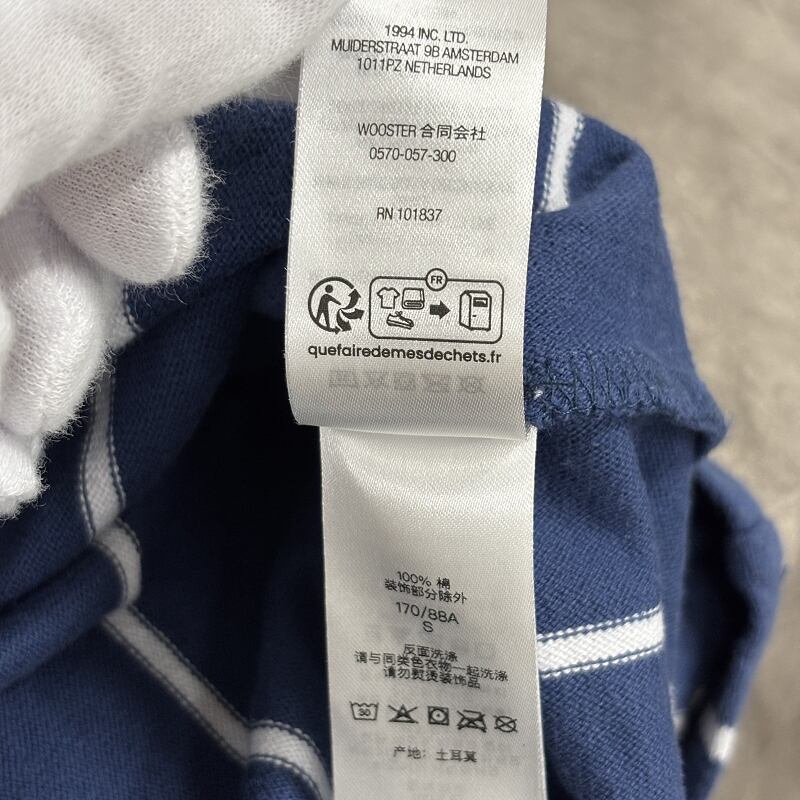 1994 INC. LTD.
MUIDERSTRAAT 9B AMSTERDAM
1011PZ NETHERLANDS
WOOSTER 合同会社
0570-057-300
RN 101837
FR
quefairedemesdechets.fr
100% 棉
装饰部分除外
170/88A
S
反面洗涤
请与同类色衣物一起洗涤
请勿熨烫装饰品
30
产地：土耳其